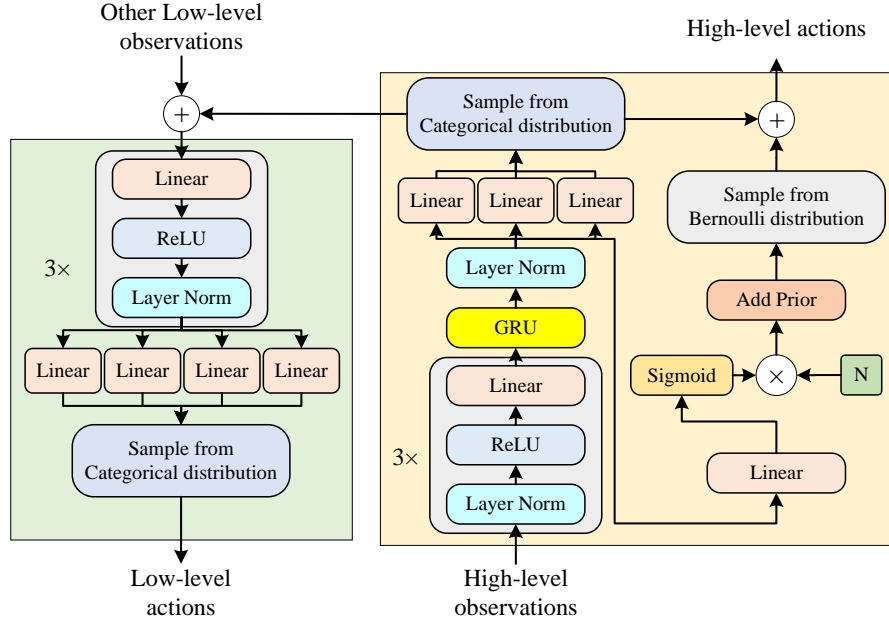 Other Low-level
observations
+
Linear
ReLU
Layer Norm
3×
Linear
Linear
Linear
Linear
Sample from
Categorical distribution
Low-level
actions
High-level actions
Sample from
Categorical distribution
+
Linear
Linear
Linear
Layer Norm
GRU
Linear
ReLU
Layer Norm
3×
High-level
observations
Sample from
Bernoulli distribution
Add Prior
Sigmoid
×
N
Linear